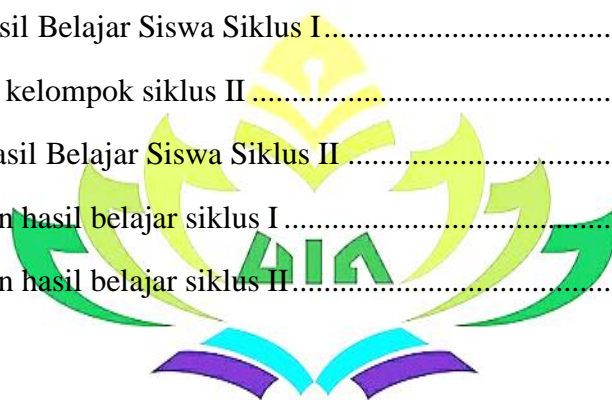 sil Belajar Siswa Siklus I....................................
kelompok siklus II .............................................
asil Belajar Siswa Siklus II .................................
n hasil belajar siklus I ........................................
n hasil belajar siklus II.......................................
UIN